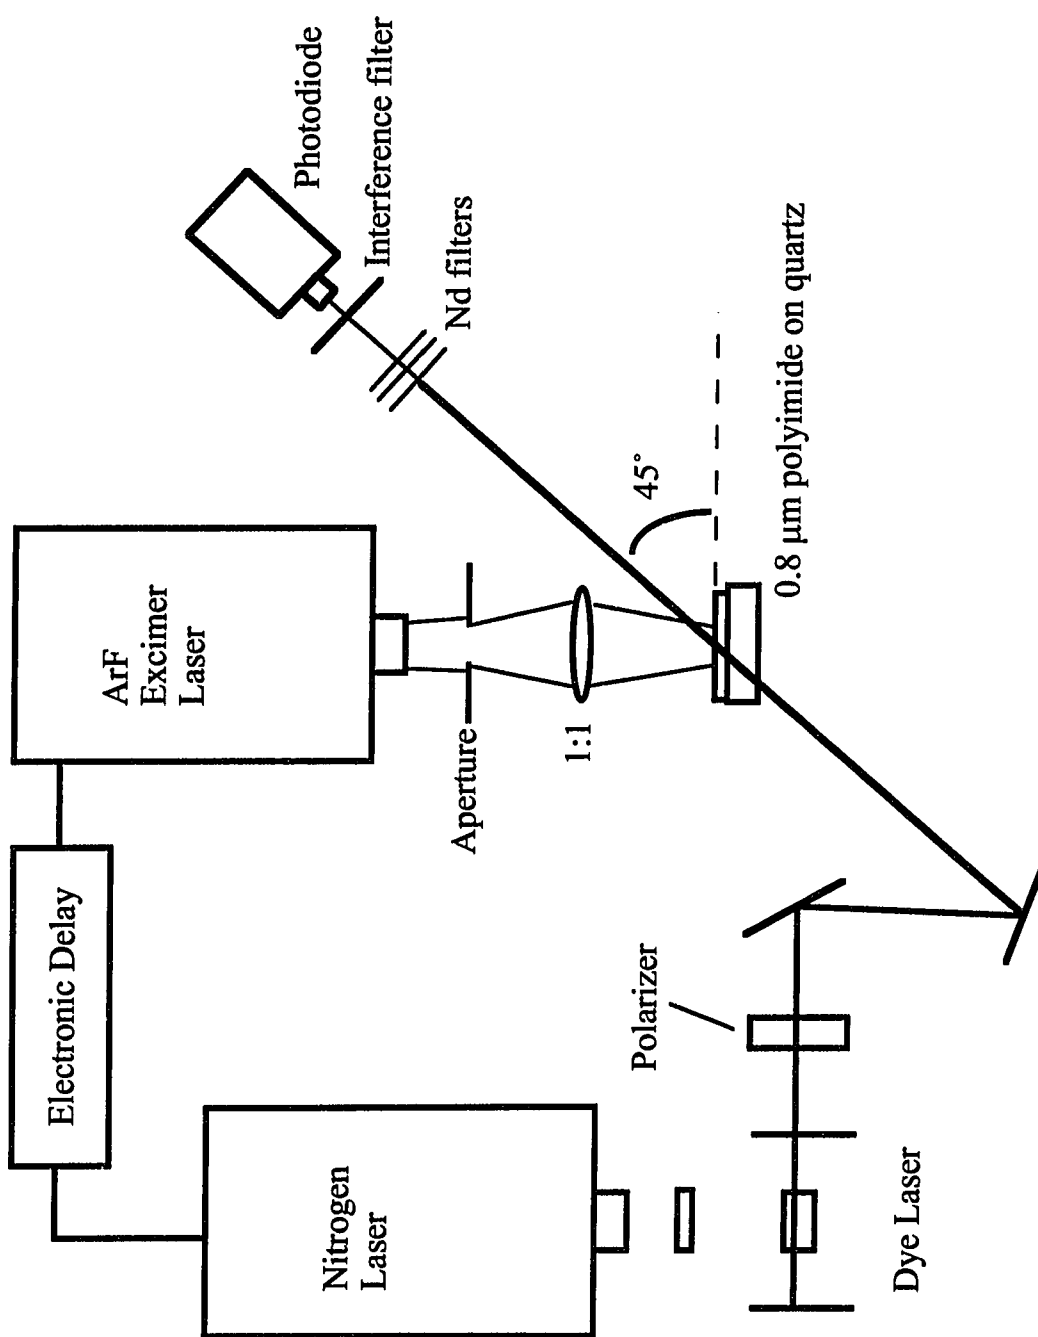 Nitrogen
Laser
Electronic Delay
ArF
Excimer
Laser
Photodiode
Interference filter
Nd filters
Aperture
1:1
45°
0.8 µm polyimide on quartz
Polarizer
Dye Laser